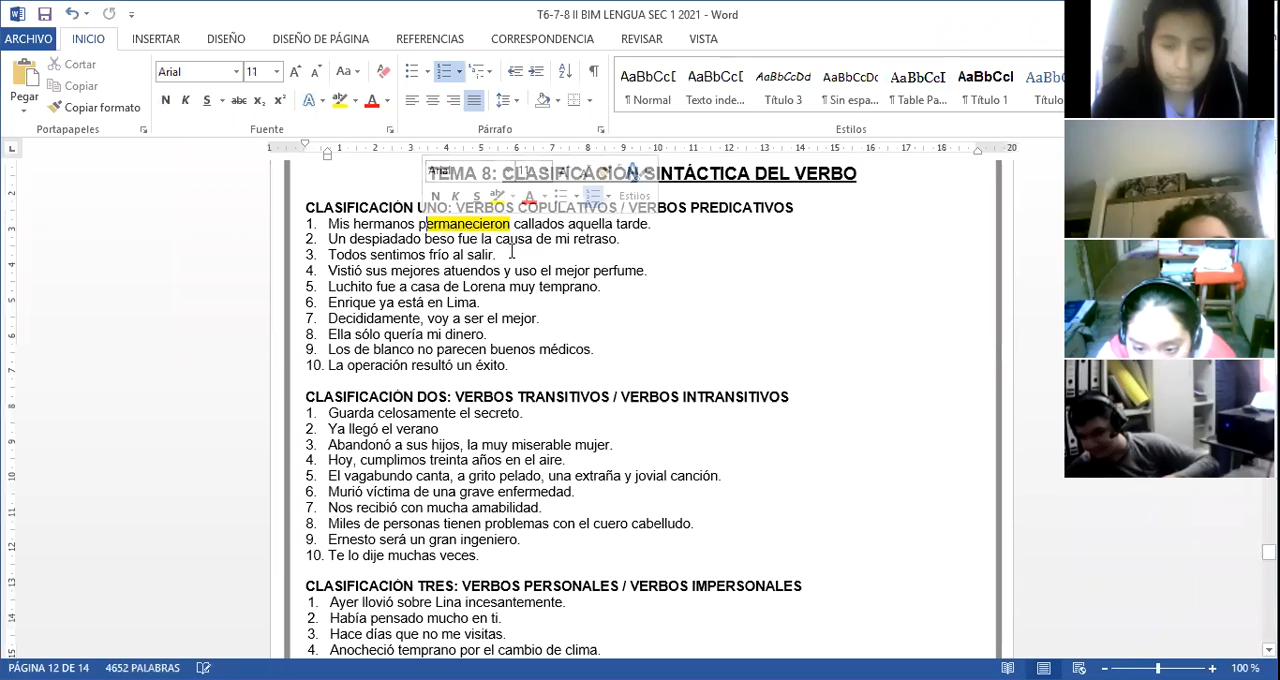 T6-7-8 II BIM LENGUA SEC 1 2021 - Word
ARCHIVO INICIO INSERTAR DISEÑO DISEÑO DE PÁGINA REFERENCIAS CORRESPONDENCIA REVISAR VISTA
Pegar
Cortar
Copiar
Copiar formato
Portapapeles
Arial 11
N K S abc x₂ x²
Fuente
Párrafo
AaBbCcI AaBbCcI AaBbCcDd AaBbCcDc AaBbCcI AaBbCcI AaBbC
¶ Normal Texto inde... Título 3 ¶ Sin espa... ¶ Table Pa... ¶ Título 1 Título
Estilos
TEMA 8: CLASIFICACIÓN SINTÁCTICA DEL VERBO
Arial 11
N K S Estilos
CLASIFICACIÓN UNO: VERBOS COPULATIVOS / VERBOS PREDICATIVOS
1. Mis hermanos permanecieron callados aquella tarde.
2. Un despiadado beso fue la causa de mi retraso.
3. Todos sentimos frío al salir.
4. Vistió sus mejores atuendos y uso el mejor perfume.
5. Luchito fue a casa de Lorena muy temprano.
6. Enrique ya está en Lima.
7. Decididamente, voy a ser el mejor.
8. Ella sólo quería mi dinero.
9. Los de blanco no parecen buenos médicos.
10. La operación resultó un éxito.
CLASIFICACIÓN DOS: VERBOS TRANSITIVOS / VERBOS INTRANSITIVOS
1. Guarda celosamente el secreto.
2. Ya llegó el verano
3. Abandonó a sus hijos, la muy miserable mujer.
4. Hoy, cumplimos treinta años en el aire.
5. El vagabundo canta, a grito pelado, una extraña y jovial canción.
6. Murió víctima de una grave enfermedad.
7. Nos recibió con mucha amabilidad.
8. Miles de personas tienen problemas con el cuero cabelludo.
9. Ernesto será un gran ingeniero.
10. Te lo dije muchas veces.
CLASIFICACIÓN TRES: VERBOS PERSONALES / VERBOS IMPERSONALES
1. Ayer llovió sobre Lina incesantemente.
2. Había pensado mucho en ti.
3. Hace días que no me visitas.
4. Anocheció temprano por el cambio de clima.
PÁGINA 12 DE 14 4652 PALABRAS 100 %